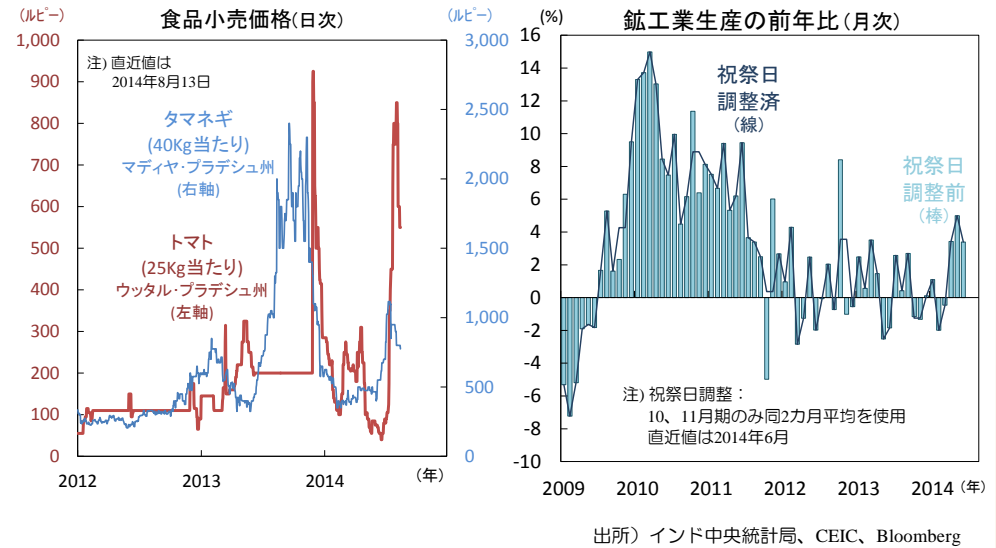 食品小売価格(日次)
(ルピー)
(ルピー)
1,000
900
800
700
600
500
400
300
200
100
0
3,000
2,500
2,000
1,500
1,000
500
0
注) 直近値は
2014年8月13日
タマネギ
(40Kg当たり)
マディヤ・プラデシュ州
(右軸)
トマト
(25Kg当たり)
ウッタル・プラデシュ州
(左軸)
2012
2013
2014
(年)
鉱工業生産の前年比(月次)
(%)
16
14
12
10
8
6
4
2
0
-2
-4
-6
-8
-10
祝祭日
調整済
(線)
祝祭日
調整前
(棒)
注) 祝祭日調整：
10、11月期のみ同2カ月平均を使用
直近値は2014年6月
2009
2010
2011
2012
2013
2014
(年)
出所）インド中央統計局、CEIC、Bloomberg